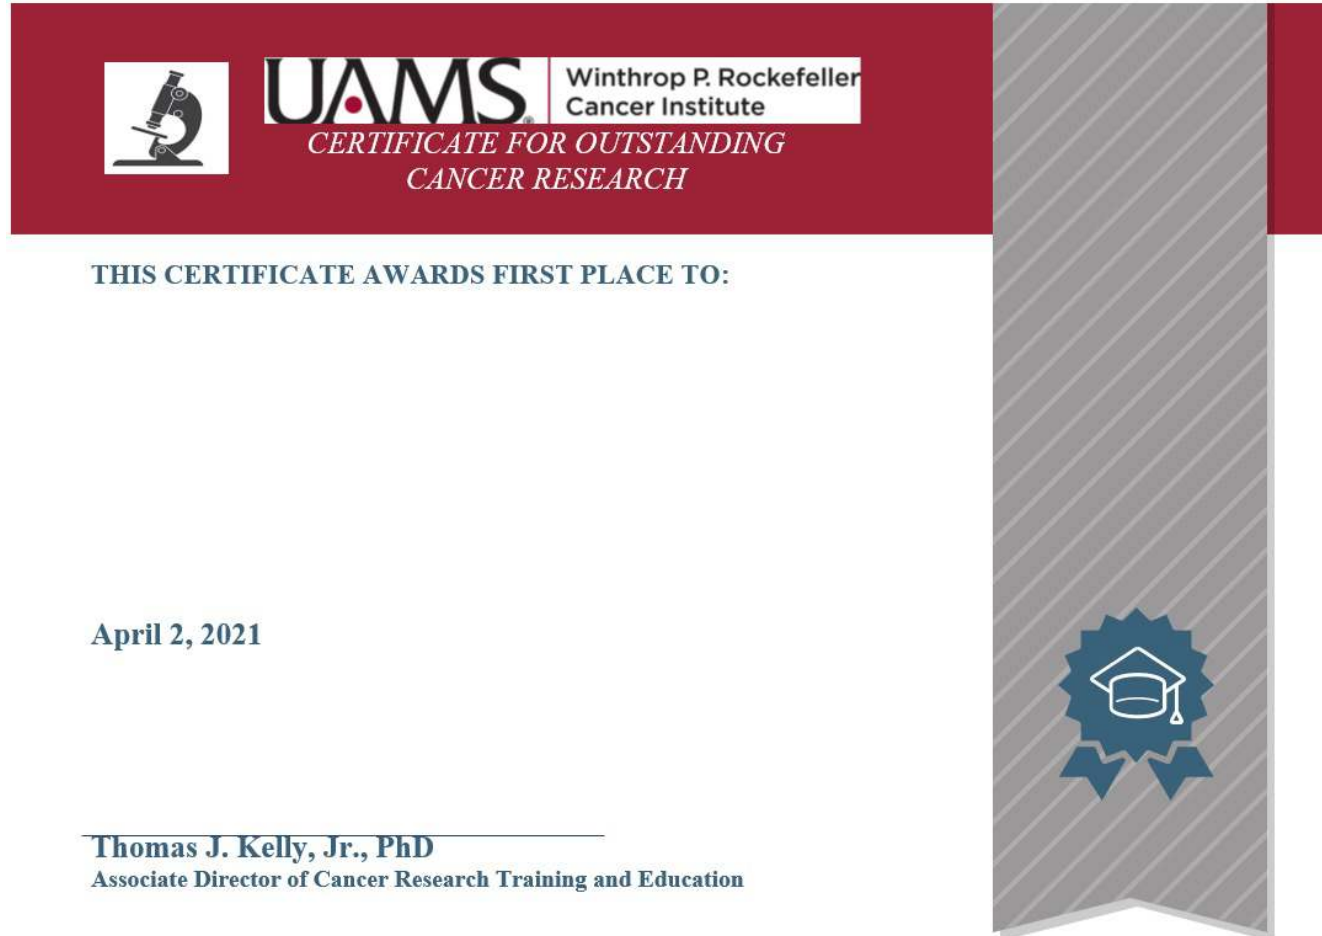 UAMS
Winthrop P. Rockefeller
Cancer Institute
CERTIFICATE FOR OUTSTANDING
CANCER RESEARCH
THIS CERTIFICATE AWARDS FIRST PLACE TO:
April 2, 2021
Thomas J. Kelly, Jr., PhD
Associate Director of Cancer Research Training and Education